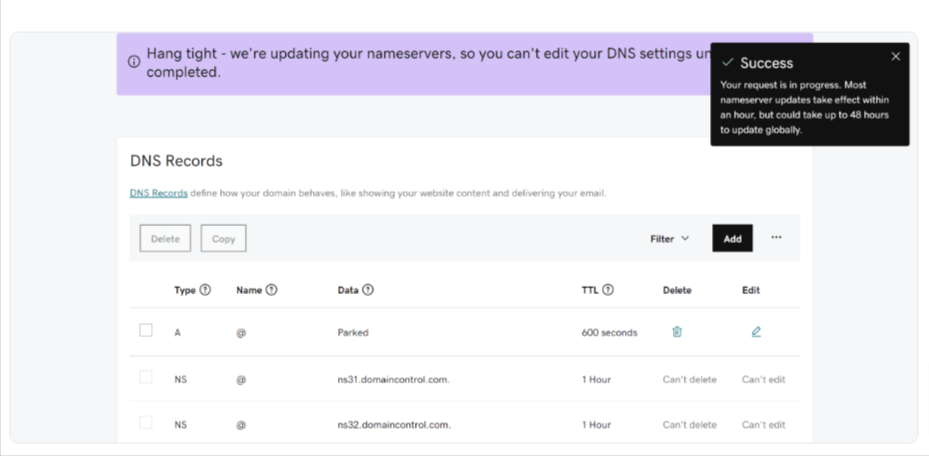 Hang tight - we're updating your nameservers, so you can't edit your DNS settings un
completed.
Success
Your request is in progress. Most
nameserver updates take effect within
an hour, but could take up to 48 hours
to update globally.
DNS Records
DNS Records define how your domain behaves, like showing your website content and delivering your email.
Delete Copy Filter Add ...
Type Name Data TTL Delete Edit
A @ Parked 600 seconds
NS @ ns31.domaincontrol.com. 1 Hour Can't delete Can't edit
NS @ ns32.domaincontrol.com. 1 Hour Can't delete Can't edit